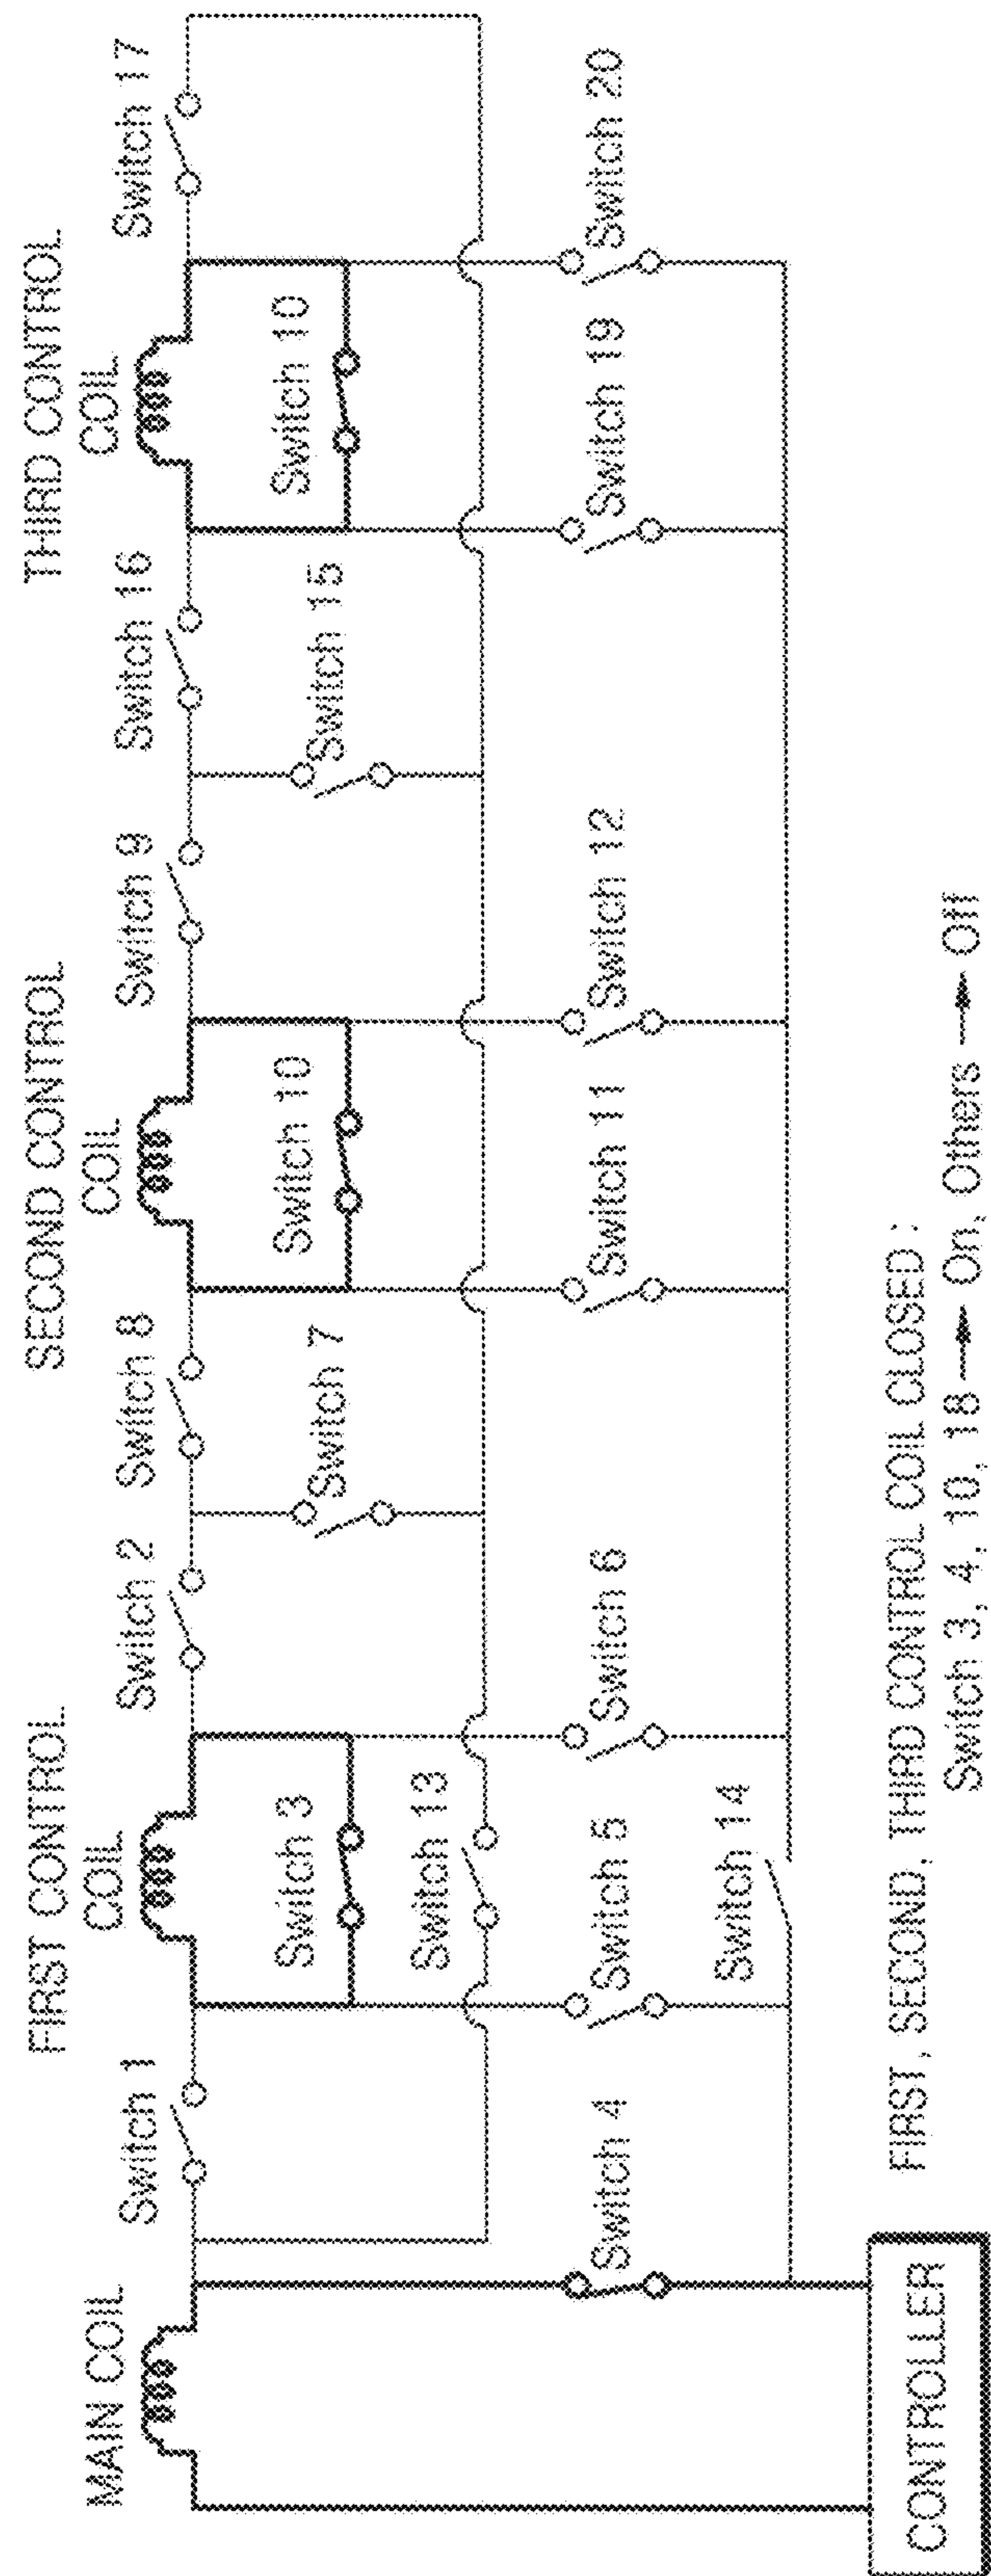 MAIN COIL
FIRST CONTROL
COIL
SECOND CONTROL
COIL
THIRD CONTROL
COIL
Switch 1
Switch 2
Switch 8
Switch 9
Switch 16
Switch 17
Switch 3
Switch 7
Switch 10
Switch 15
Switch 10
Switch 13
Switch 4
Switch 5
Switch 6
Switch 11
Switch 12
Switch 19
Switch 20
Switch 14
CONTROLLER
FIRST, SECOND, THIRD CONTROL COIL CLOSED :
Switch 3, 4, 10, 18 → On, Others → Off